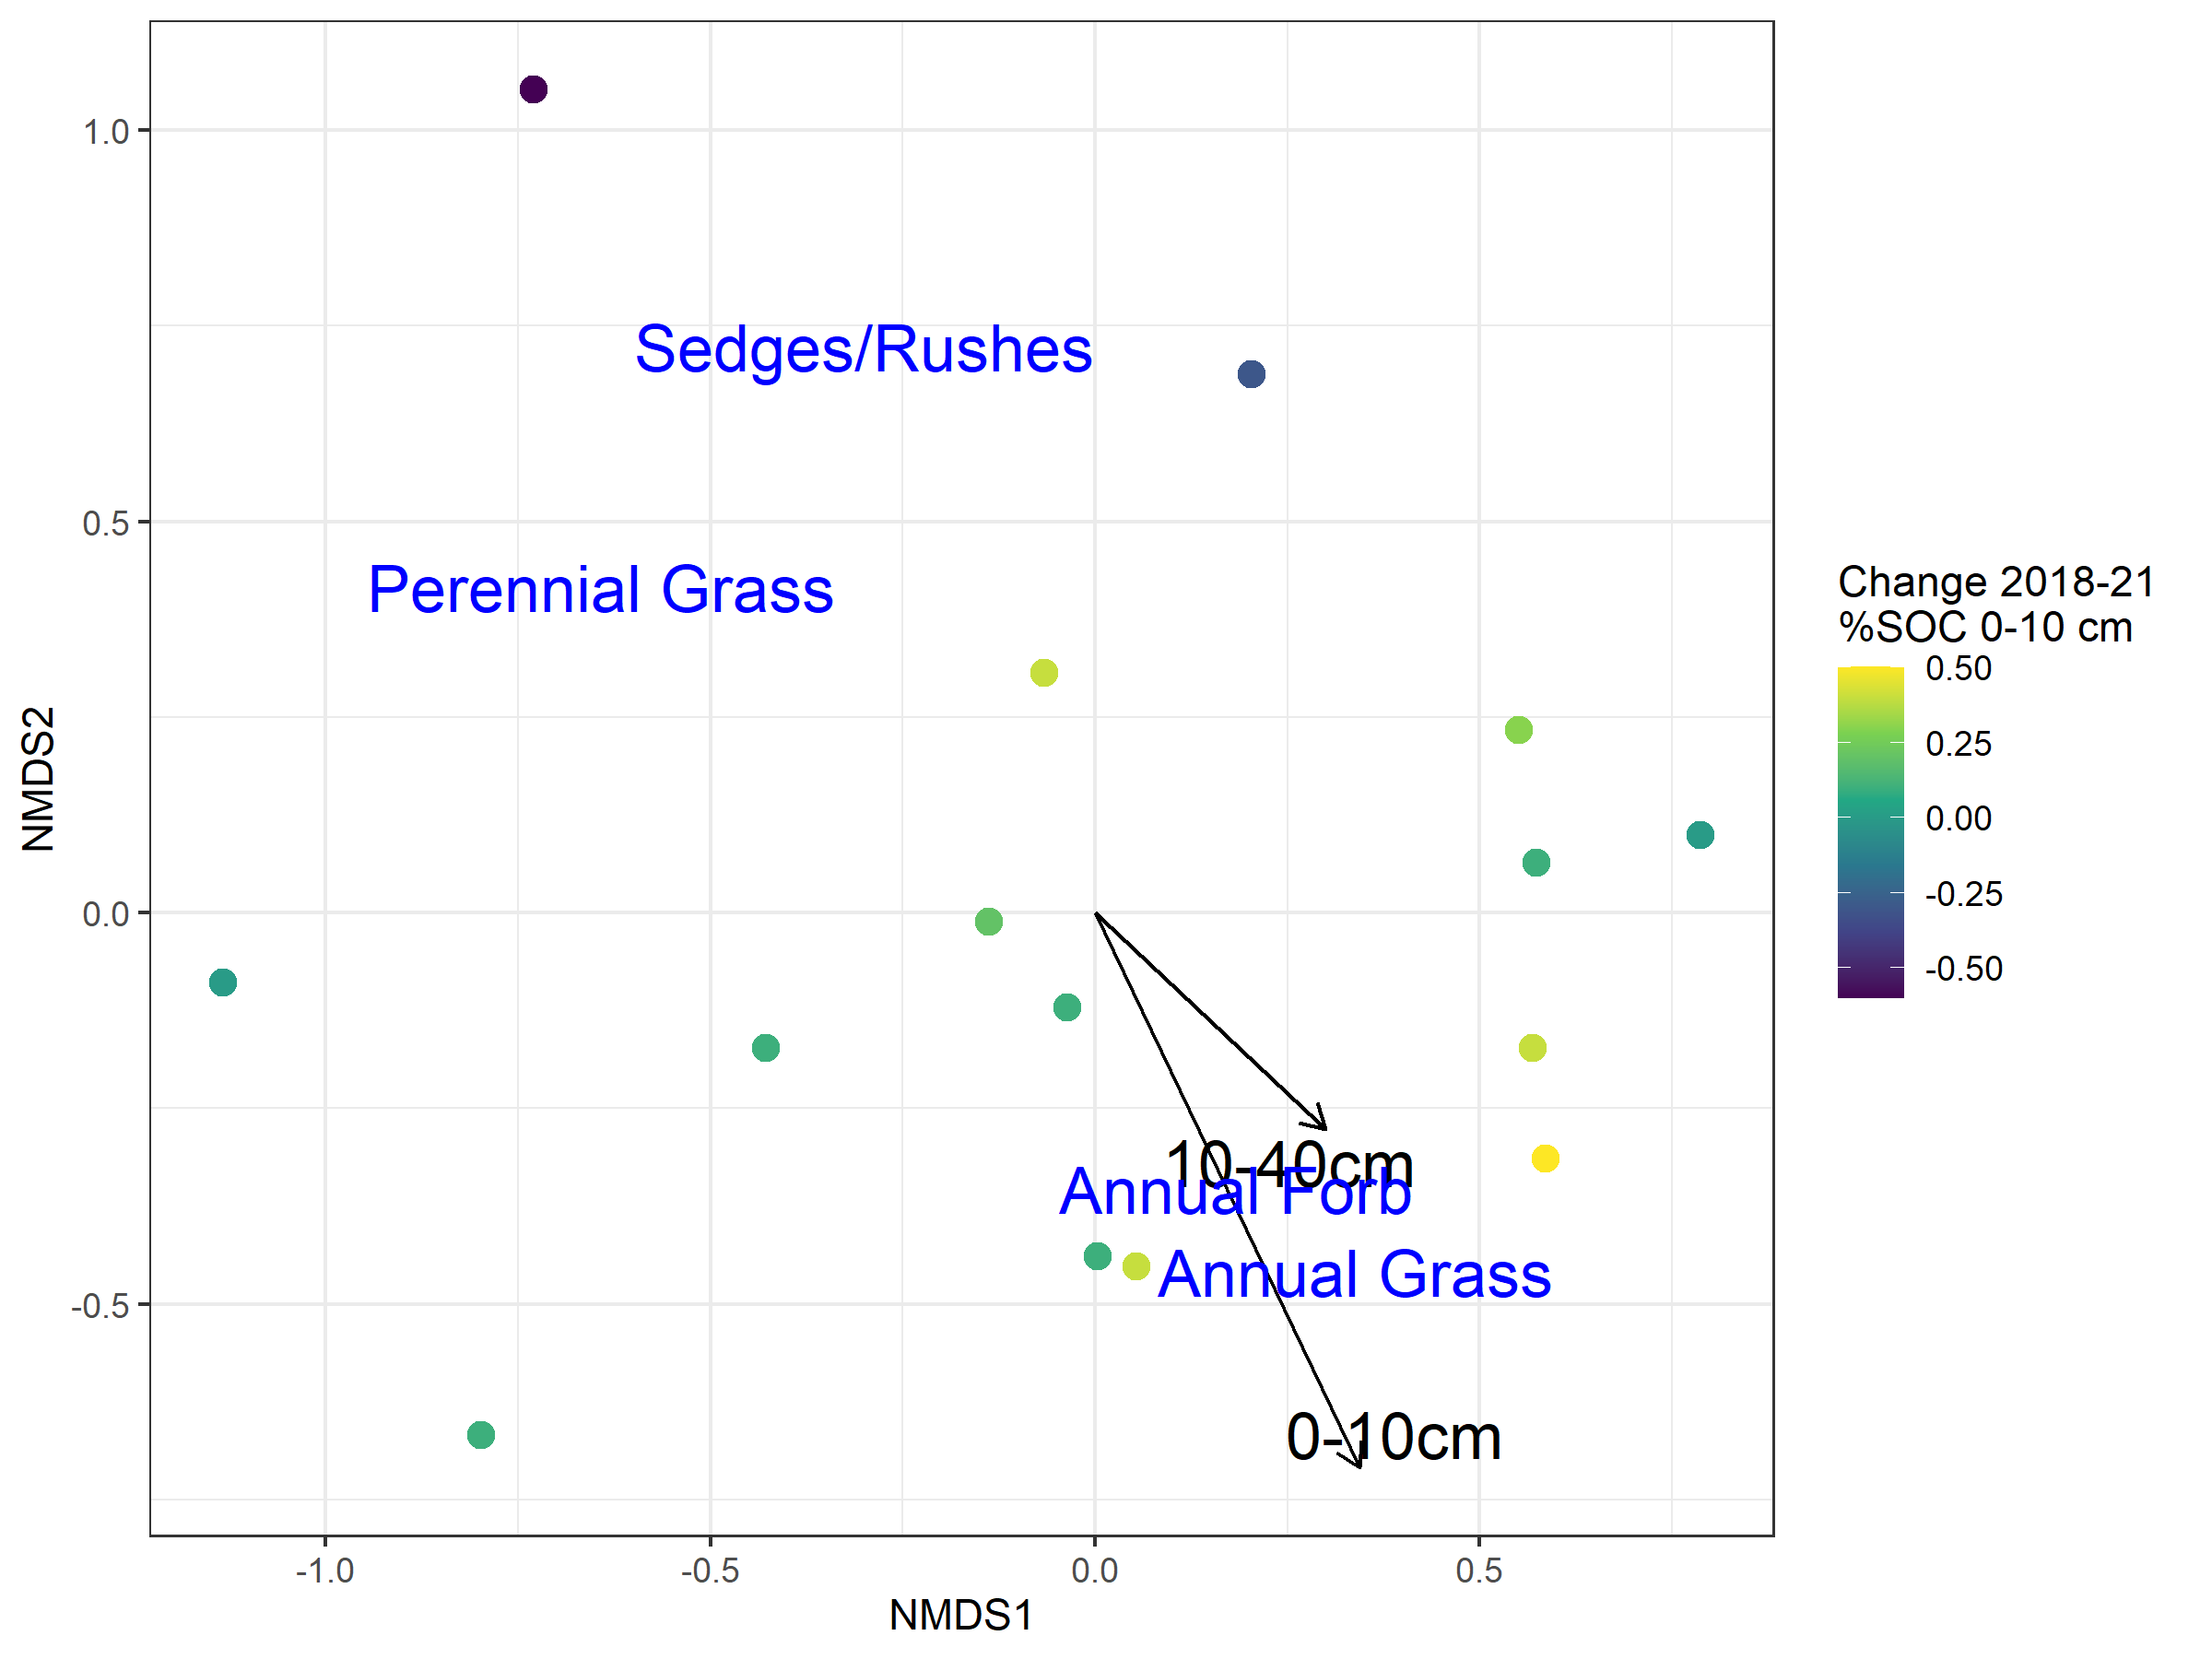 1.0
0.5
0.0
-0.5
NMDS2
Sedges/Rushes
Perennial Grass
10-40cm
Annual Forb
Annual Grass
0-10cm
-1.0
-0.5
0.0
0.5
NMDS1
Change 2018-21
%SOC 0-10 cm
0.50
0.25
0.00
-0.25
-0.50